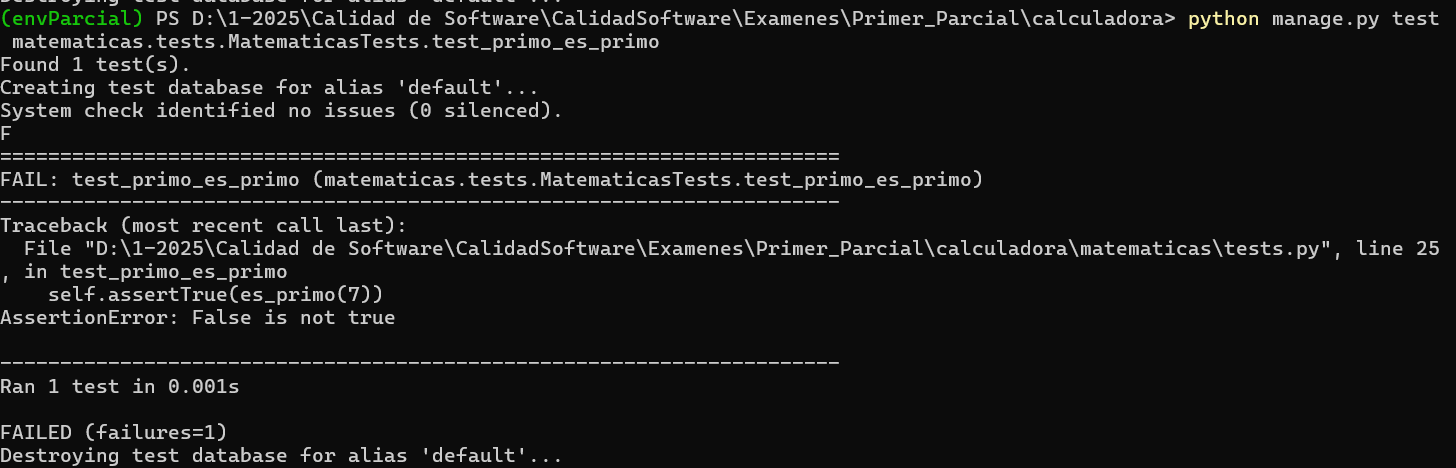 Destroying test database for alias 'default'...
(envParcial) PS D:\1-2025\Calidad de Software\CalidadSoftware\Examenes\Primer_Parcial\calculadora> python manage.py test
 matematicas.tests.MatematicasTests.test_primo_es_primo
Found 1 test(s).
Creating test database for alias 'default'...
System check identified no issues (0 silenced).
F
======================================================================
FAIL: test_primo_es_primo (matematicas.tests.MatematicasTests.test_primo_es_primo)
----------------------------------------------------------------------
Traceback (most recent call last):
  File "D:\1-2025\Calidad de Software\CalidadSoftware\Examenes\Primer_Parcial\calculadora\matematicas\tests.py", line 25
, in test_primo_es_primo
    self.assertTrue(es_primo(7))
AssertionError: False is not true

----------------------------------------------------------------------
Ran 1 test in 0.001s

FAILED (failures=1)
Destroying test database for alias 'default'...